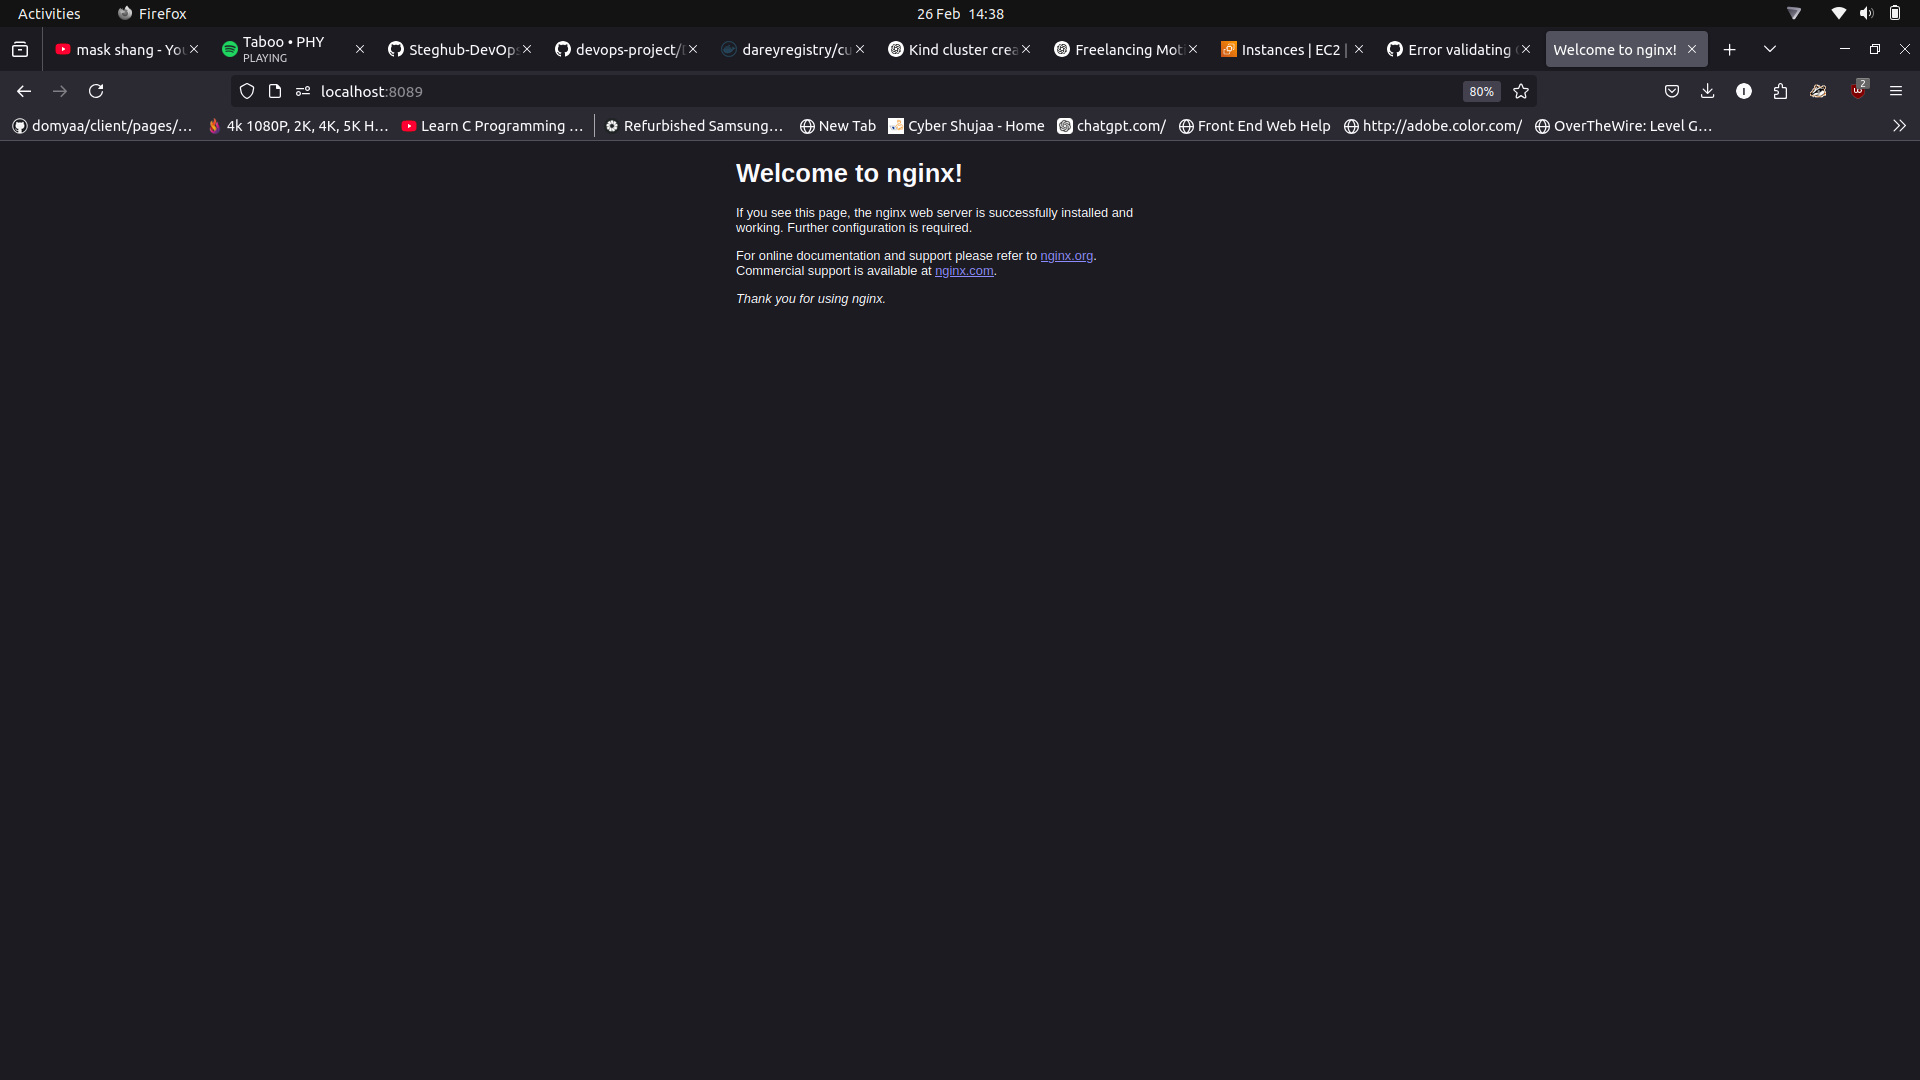 Activities
Firefox
26 Feb 14:38
mask shang - You
Taboo • PHY
PLAYING
Steghub-DevOps
devops-project/
dareyregistry/cu
Kind cluster crea
Freelancing Moti
Instances | EC2 |
Error validating
Welcome to nginx!
localhost:8089
80%
2
domyaa/client/pages/...
4k 1080P, 2K, 4K, 5K H...
Learn C Programming ...
Refurbished Samsung...
New Tab
Cyber Shujaa - Home
chatgpt.com/
Front End Web Help
http://adobe.color.com/
OverTheWire: Level G...
Welcome to nginx!
If you see this page, the nginx web server is successfully installed and
working. Further configuration is required.
For online documentation and support please refer to nginx.org.
Commercial support is available at nginx.com.
Thank you for using nginx.